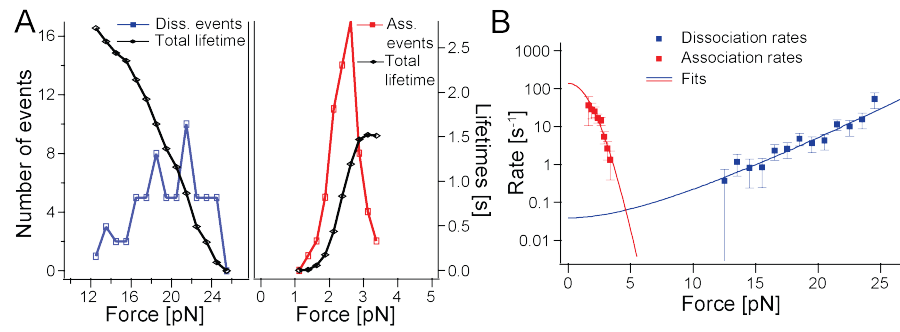 A
Diss. events
Total lifetime
Number of events
16
12
8
4
0
12
16
20
24
Force [pN]
Ass.
events
Total
lifetime
2.5
2.0
1.5
1.0
0.5
0.0
Lifetimes [s]
0
1
2
3
4
5
Force [pN]
B
Dissociation rates
Association rates
Fits
Rate [s⁻¹]
1000
100
10
1
0.1
0.01
0
5
10
15
20
25
Force [pN]